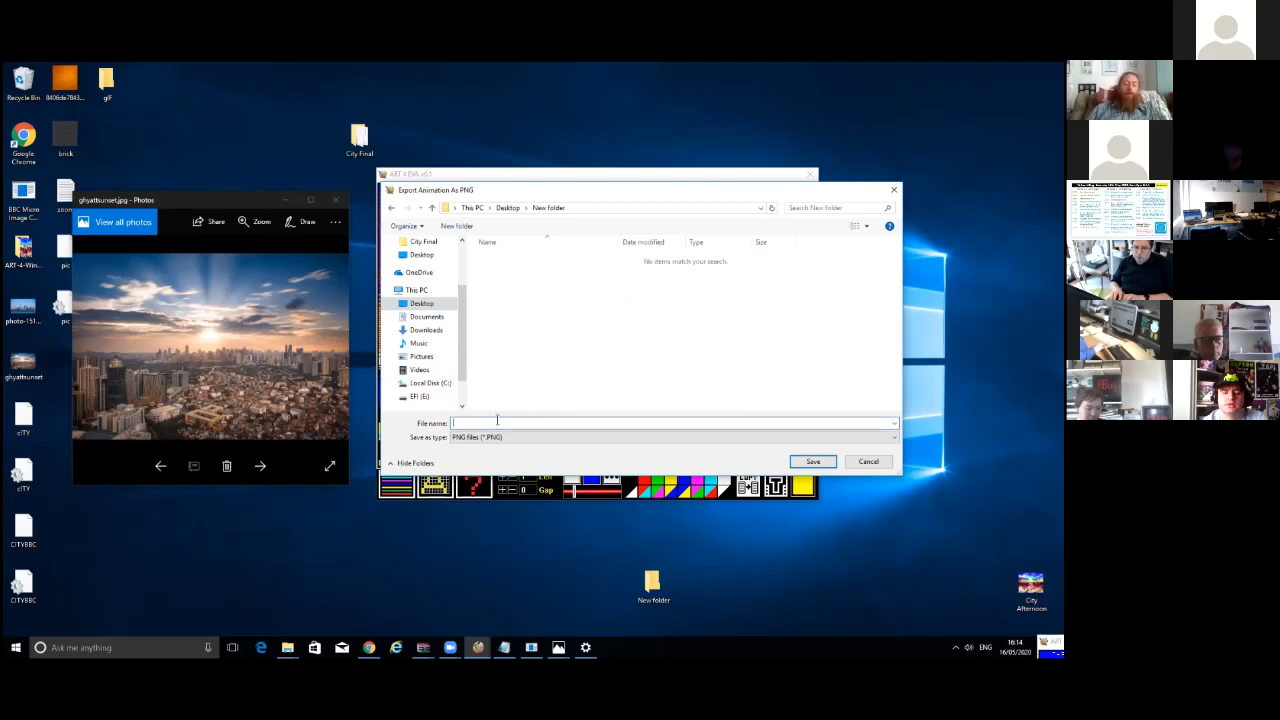 Recycle Bin
8406de7843...
gIF
Google Chrome
brick
City Final
BBC Micro Image C...
zoon
ART-4-Win...
pic
photo-151...
pic
ghyattsunset
cITY
cITY
CITYBBC
CITYBBC
ghyattsunset.jpg - Photos
View all photos
Share
Zoom
Draw
ART 4 EVA v0.1
Export Animation As PNG
This PC
Desktop
New folder
Search New folder
Organize
New folder
City Final
Desktop
OneDrive
This PC
Desktop
Documents
Downloads
Music
Pictures
Videos
Local Disk (C:)
EFI (E:)
Name
Date modified
Type
Size
No items match your search.
File name:
Save as type:
PNG files (*.PNG)
Hide Folders
Save
Cancel
0 Gap
New folder
City Afternoon
Ask me anything
ENG
16:14
16/05/2020
ART